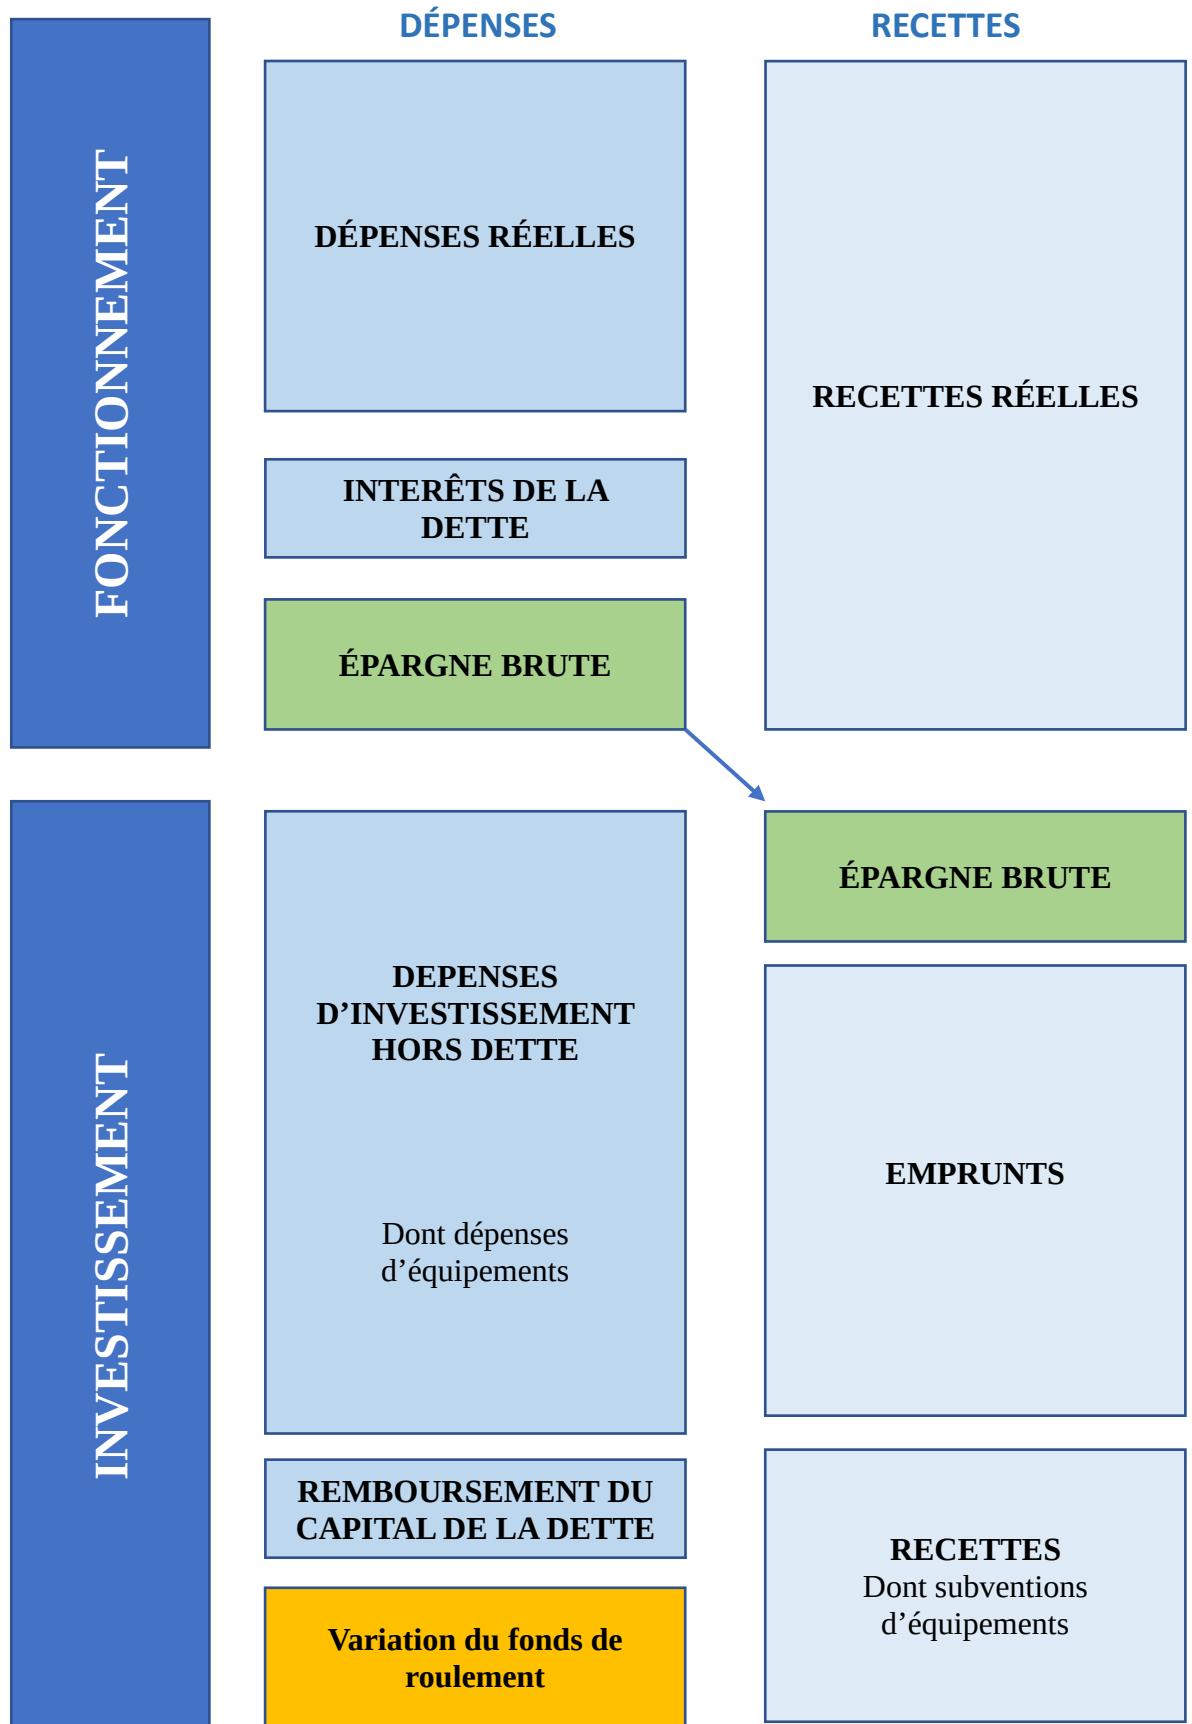 DÉPENSES
RECETTES
FONCTIONNEMENT
DÉPENSES RÉELLES
RECETTES RÉELLES
INTERÊTS DE LA
DETTE
ÉPARGNE BRUTE
INVESTISSEMENT
ÉPARGNE BRUTE
DEPENSES
D’INVESTISSEMENT
HORS DETTE
Dont dépenses
d’équipements
EMPRUNTS
REMBOURSEMENT DU
CAPITAL DE LA DETTE
RECETTES
Dont subventions
d’équipements
Variation du fonds de
roulement